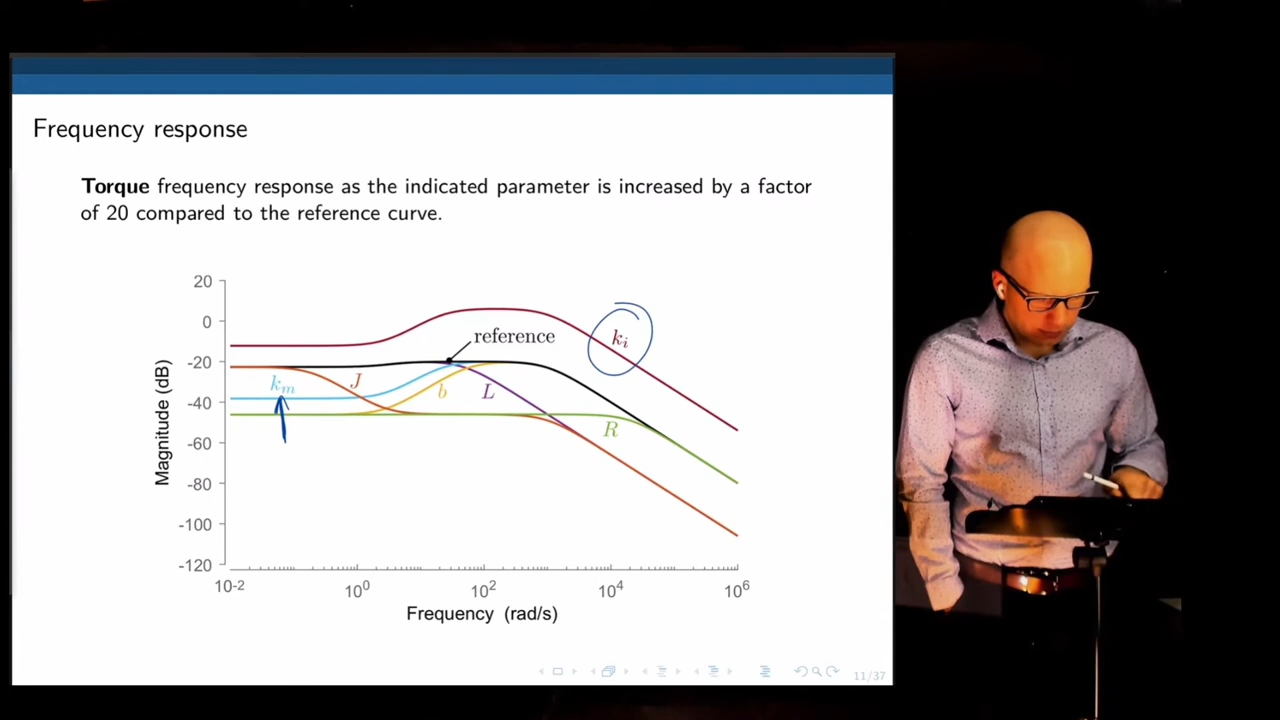 Frequency response
Torque frequency response as the indicated parameter is increased by a factor
of 20 compared to the reference curve.
20
0
-20
-40
-60
-80
-100
-120
Magnitude (dB)
reference
k_i
k_m
J
b
L
R
10^-2
10^0
10^2
10^4
10^6
Frequency (rad/s)
11/37